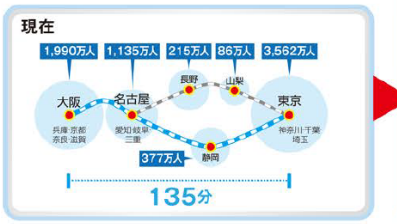 現在
1,990万人
1,135万人
215万人
86万人
3,562万人
長野
山梨
大阪
名古屋
東京
兵庫・京都
奈良・滋賀
愛知・岐阜
三重
神奈川・千葉
埼玉
377万人
静岡
135分